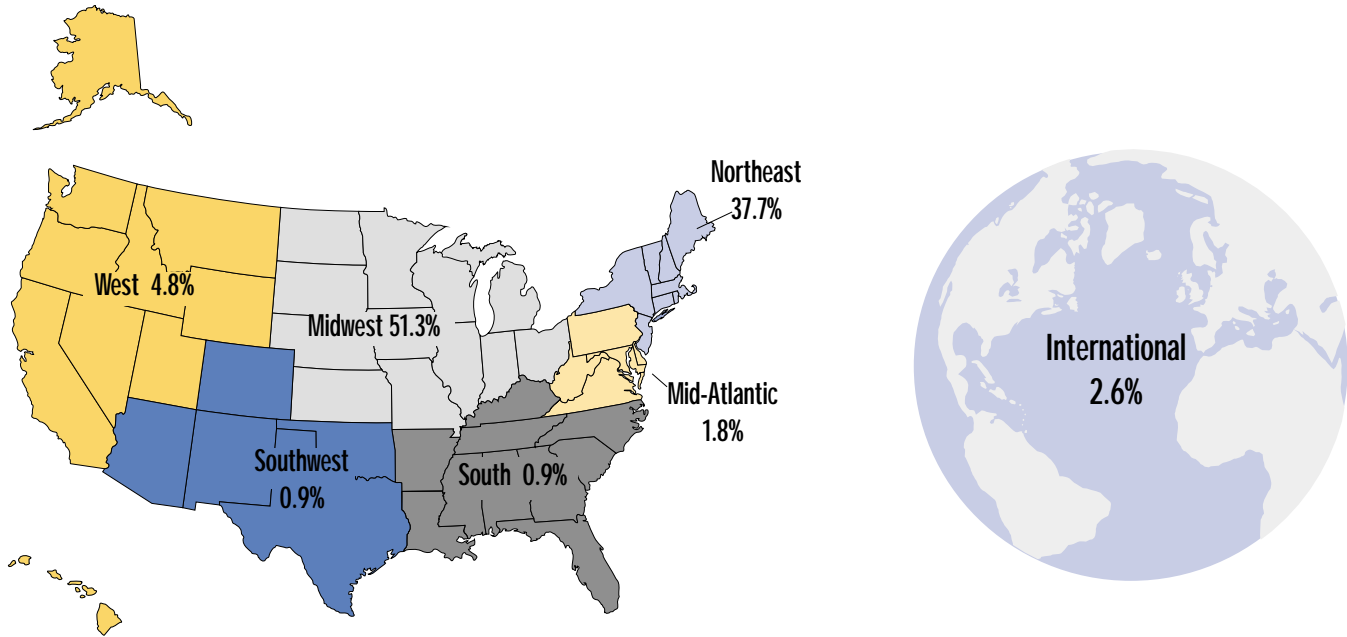 Northeast
37.7%
West 4.8%
Midwest 51.3%
International
2.6%
Mid-Atlantic
1.8%
Southwest
0.9%
South 0.9%